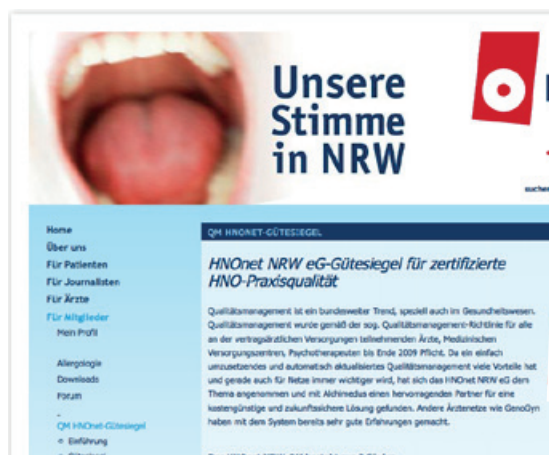 Unsere
Stimme
in NRW
suchen
Home
Über uns
Für Patienten
Für Journalisten
Für Ärzte
Für Mitglieder
Mein Profil
Allergologie
Downloads
Forum
QM HNOnet-Gütesiegel
Einführung
QM HNONET-GÜTESIEGEL
HNOnet NRW eG-Gütesiegel für zertifizierte
HNO-Praxisqualität
Qualitätsmanagement ist ein bundesweiter Trend, speziell auch im Gesundheitswesen.
Qualitätsmanagement wurde gemäß der sog. Qualitätsmanagement-Richtlinie für alle
an der vertragsärztlichen Versorgungen teilnehmenden Ärzte, Medizinischen
Versorgungszentren, Psychotherapeuten bis Ende 2009 Pflicht. Da ein einfach
umzusetzendes und automatisch aktualisiertes Qualitätsmanagement viele Vorteile hat
und gerade auch für Netze immer wichtiger wird, hat sich das HNOnet NRW eG dem
Thema angenommen und mit Alchimedus einen hervorragenden Partner für eine
kostengünstige und zukunftssichere Lösung gefunden. Andere Ärztenetze wie GenoGyn
haben mit dem System bereits sehr gute Erfahrungen gemacht.